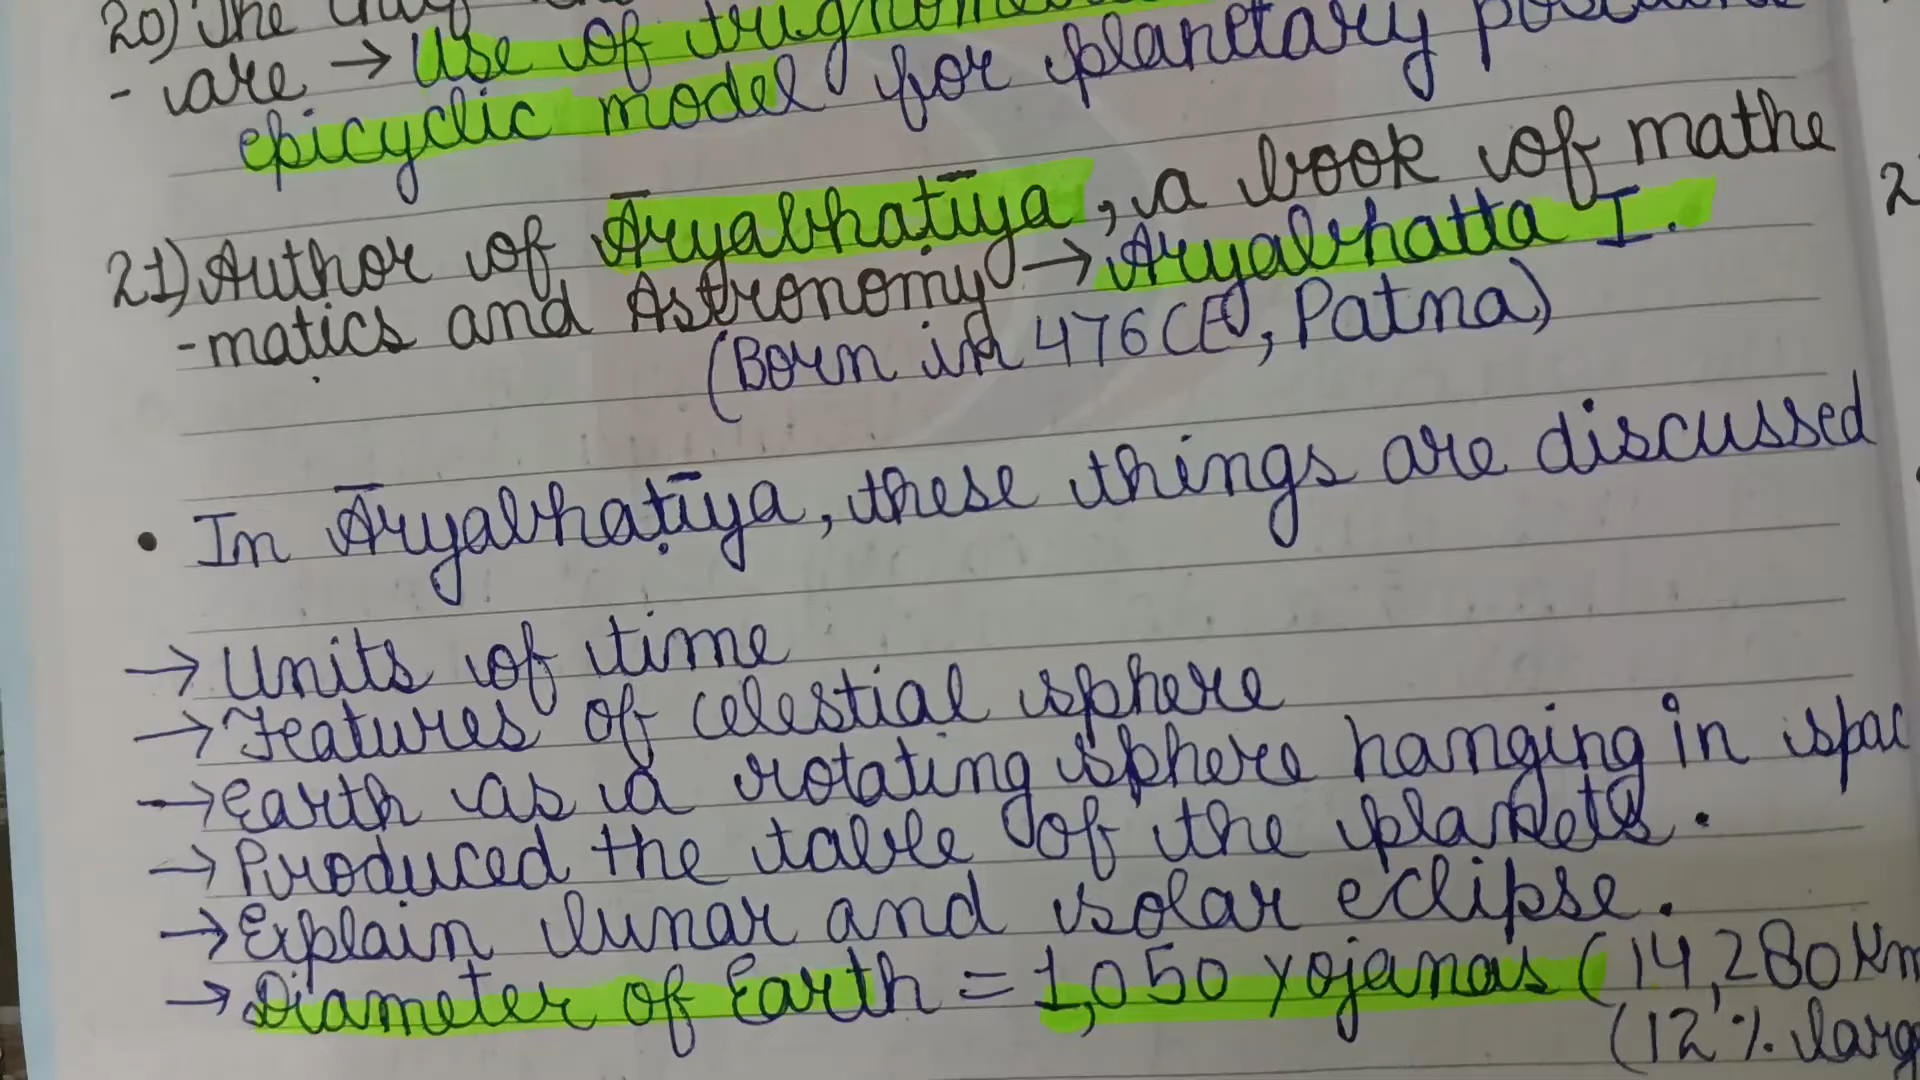 20) The
- are → Use of
epicyclic model for planetary
21) Author of Āryabhaṭīya, a book of mathe
-matics and Astronomy → Aryabhatta I.
(Born in 476 CE, Patna)
• In Āryabhaṭīya, these things are discussed
→ Units of time
→ Features of celestial sphere
→ Earth as a rotating sphere hanging in spac
→ Produced the table of the planets.
→ Explain lunar and solar eclipse.
→ Diameter of Earth = 1,050 Yojanas (14,280 Km
(12% larg
2